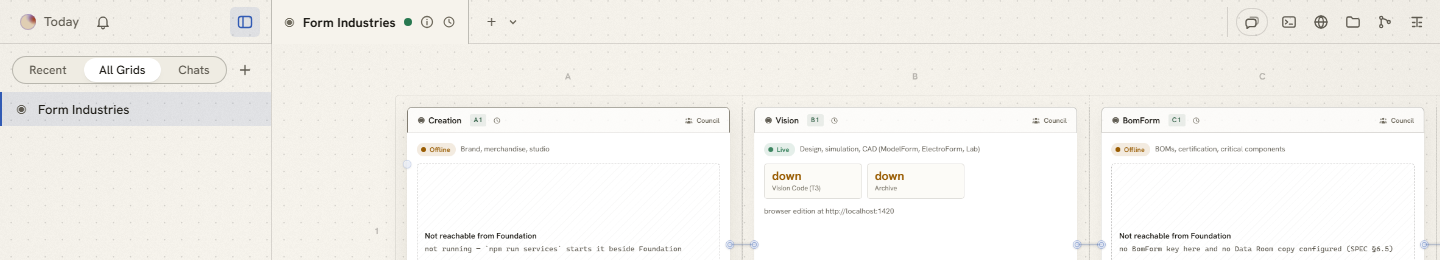 Today
Form Industries
Recent
All Grids
Chats
Form Industries
A
B
C
1
Creation A1 Council
Offline Brand, merchandise, studio
Not reachable from Foundation
not running — `npm run services` starts it beside Foundation
Vision B1 Council
Live Design, simulation, CAD (ModelForm, ElectroForm, Lab)
down
Vision Code (T3)
down
Archive
browser edition at http://localhost:1420
BomForm C1 Council
Offline BOMs, certification, critical components
Not reachable from Foundation
no BomForm key here and no Data Room copy configured (SPEC §6.5)